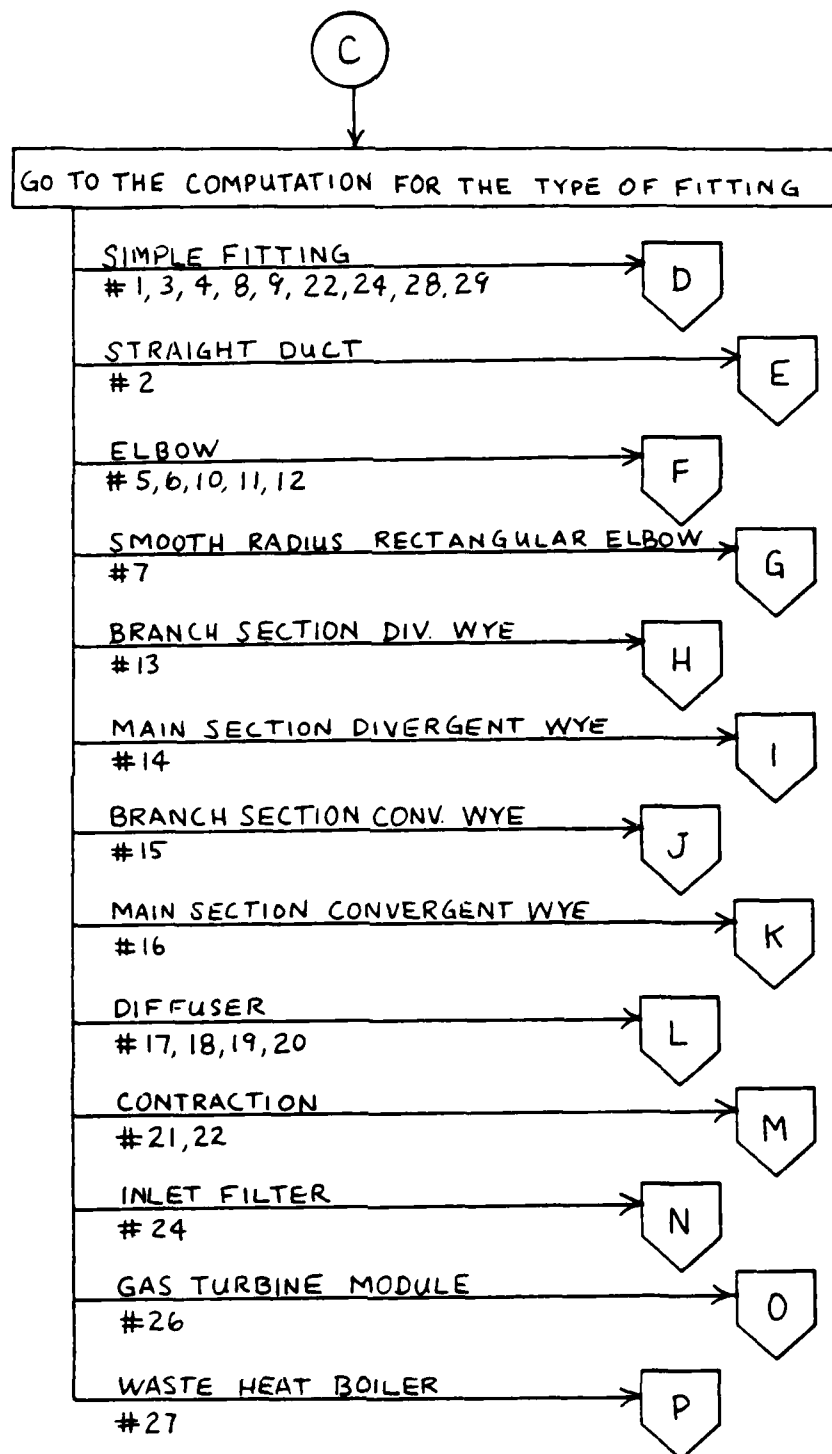 C
GO TO THE COMPUTATION FOR THE TYPE OF FITTING
SIMPLE FITTING
# 1, 3, 4, 8, 9, 22, 24, 28, 29
D
STRAIGHT DUCT
# 2
E
ELBOW
# 5, 6, 10, 11, 12
F
SMOOTH RADIUS RECTANGULAR ELBOW
#7
G
BRANCH SECTION DIV. WYE
#13
H
MAIN SECTION DIVERGENT WYE
#14
I
BRANCH SECTION CONV. WYE
#15
J
MAIN SECTION CONVERGENT WYE
#16
K
DIFFUSER
#17, 18, 19, 20
L
CONTRACTION
#21, 22
M
INLET FILTER
# 24
N
GAS TURBINE MODULE
#26
O
WASTE HEAT BOILER
#27
P